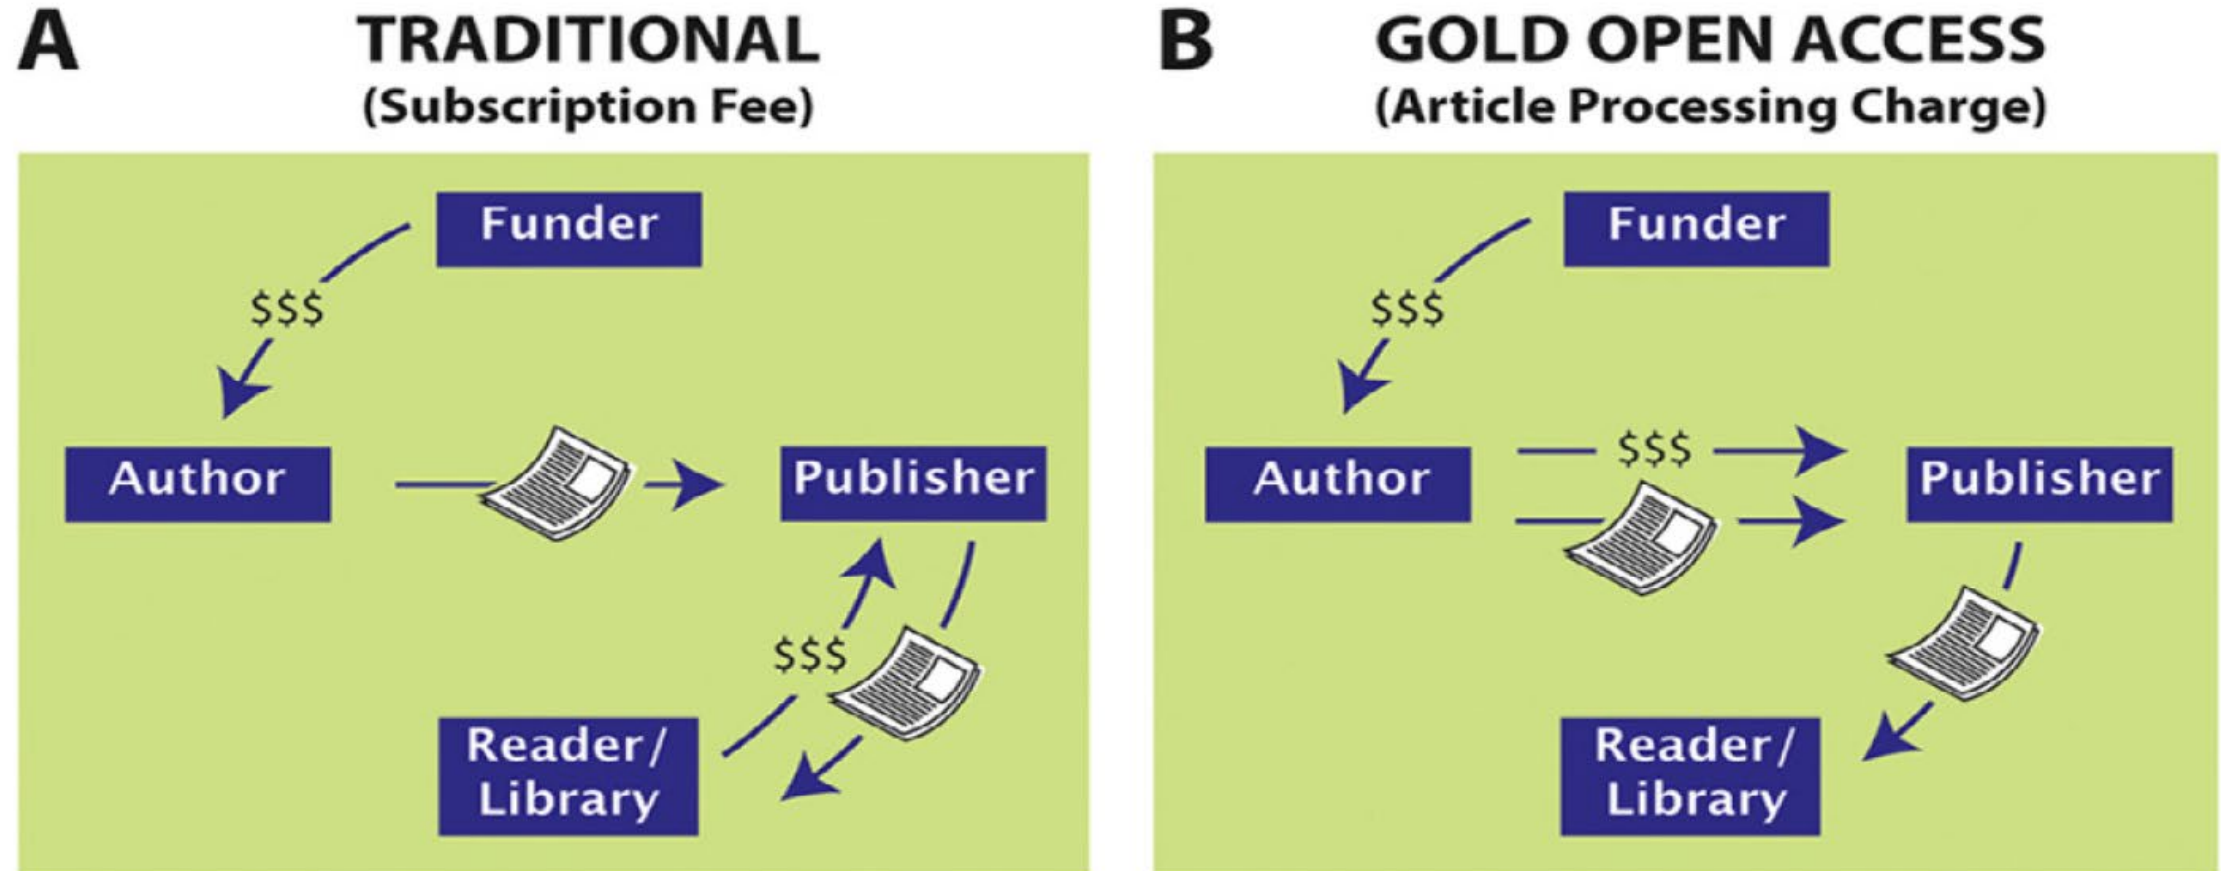 A
TRADITIONAL
(Subscription Fee)
Funder
$$$
Author
Publisher
$$$
Reader/
Library
B
GOLD OPEN ACCESS
(Article Processing Charge)
Funder
$$$
Author
$$$
Publisher
Reader/
Library